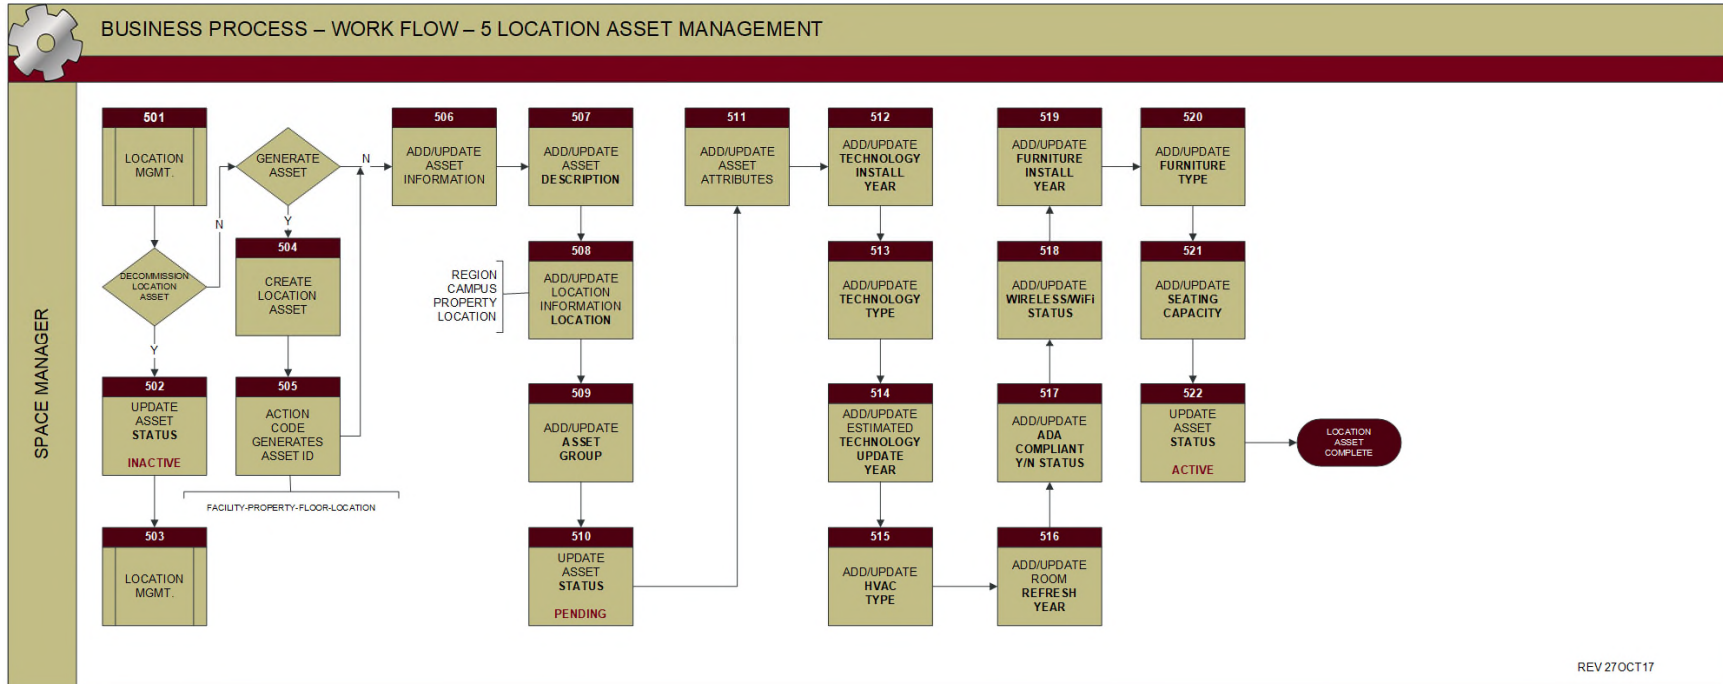 BUSINESS PROCESS – WORK FLOW – 5 LOCATION ASSET MANAGEMENT
SPACE MANAGER
501
LOCATION
MGMT.
DECOMMISSION
LOCATION
ASSET
N
Y
502
UPDATE
ASSET
STATUS
INACTIVE
503
LOCATION
MGMT.
GENERATE
ASSET
N
Y
504
CREATE
LOCATION
ASSET
505
ACTION
CODE
GENERATES
ASSET ID
FACILITY-PROPERTY-FLOOR-LOCATION
506
ADD/UPDATE
ASSET
INFORMATION
507
ADD/UPDATE
ASSET
DESCRIPTION
REGION
CAMPUS
PROPERTY
LOCATION
508
ADD/UPDATE
LOCATION
INFORMATION
LOCATION
509
ADD/UPDATE
ASSET
GROUP
510
UPDATE
ASSET
STATUS
PENDING
511
ADD/UPDATE
ASSET
ATTRIBUTES
512
ADD/UPDATE
TECHNOLOGY
INSTALL
YEAR
513
ADD/UPDATE
TECHNOLOGY
TYPE
514
ADD/UPDATE
ESTIMATED
TECHNOLOGY
UPDATE
YEAR
515
ADD/UPDATE
HVAC
TYPE
516
ADD/UPDATE
ROOM
REFRESH
YEAR
517
ADD/UPDATE
ADA
COMPLIANT
Y/N STATUS
518
ADD/UPDATE
WIRELESS/WiFi
STATUS
519
ADD/UPDATE
FURNITURE
INSTALL
YEAR
520
ADD/UPDATE
FURNITURE
TYPE
521
ADD/UPDATE
SEATING
CAPACITY
522
UPDATE
ASSET
STATUS
ACTIVE
LOCATION
ASSET
COMPLETE
REV 27OCT17